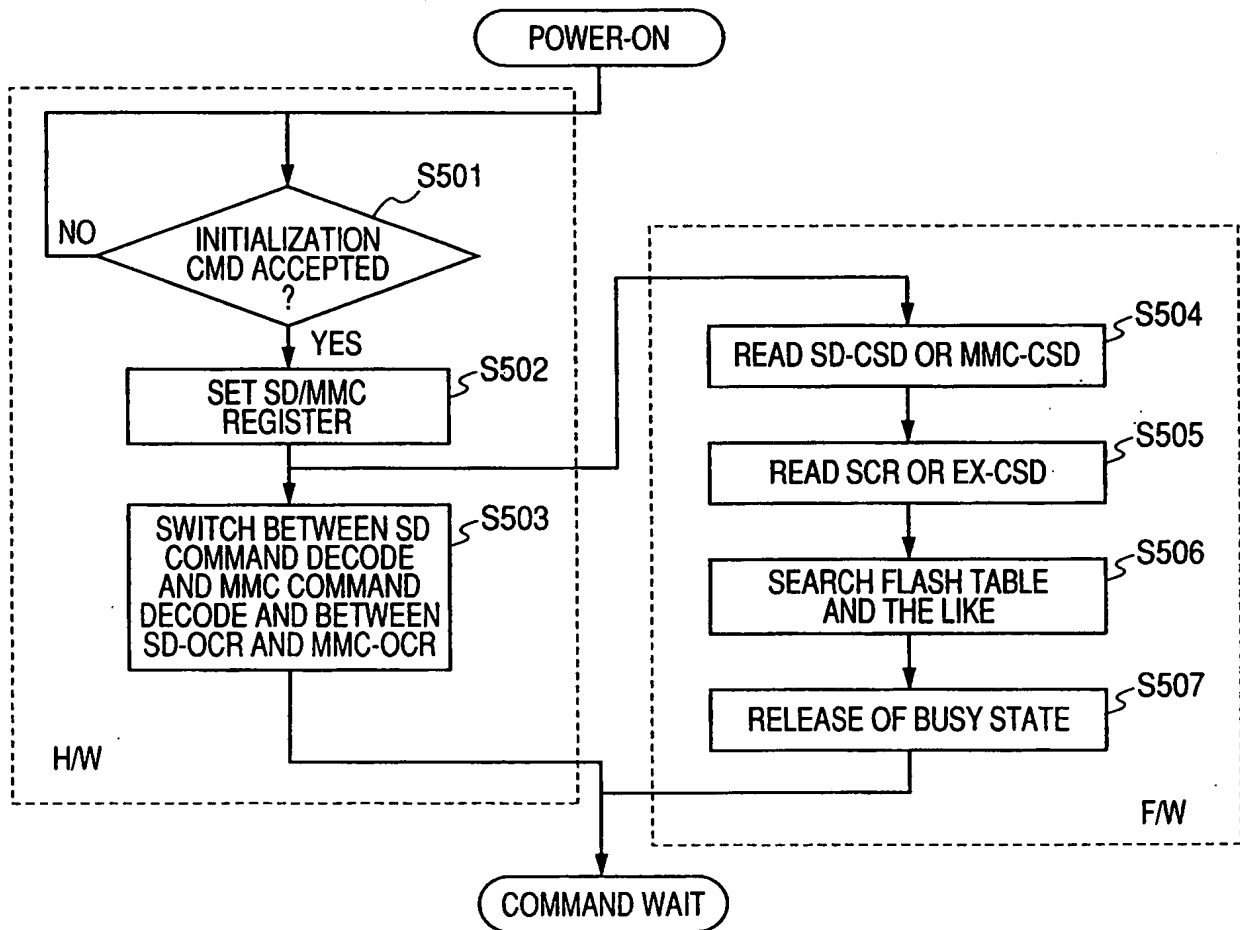 POWER-ON
S501
NO
INITIALIZATION
CMD ACCEPTED
?
YES
S502
SET SD/MMC
REGISTER
S503
SWITCH BETWEEN SD
COMMAND DECODE
AND MMC COMMAND
DECODE AND BETWEEN
SD-OCR AND MMC-OCR
H/W
S504
READ SD-CSD OR MMC-CSD
S505
READ SCR OR EX-CSD
S506
SEARCH FLASH TABLE
AND THE LIKE
S507
RELEASE OF BUSY STATE
F/W
COMMAND WAIT